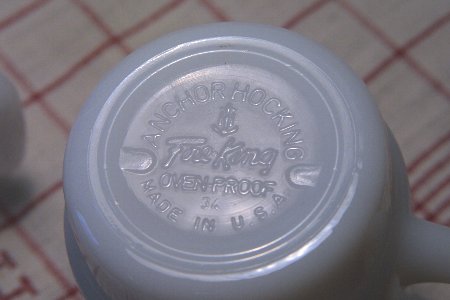 ANCHOR HOCKING
Fire-King
OVEN-PROOF
MADE IN U.S.A.